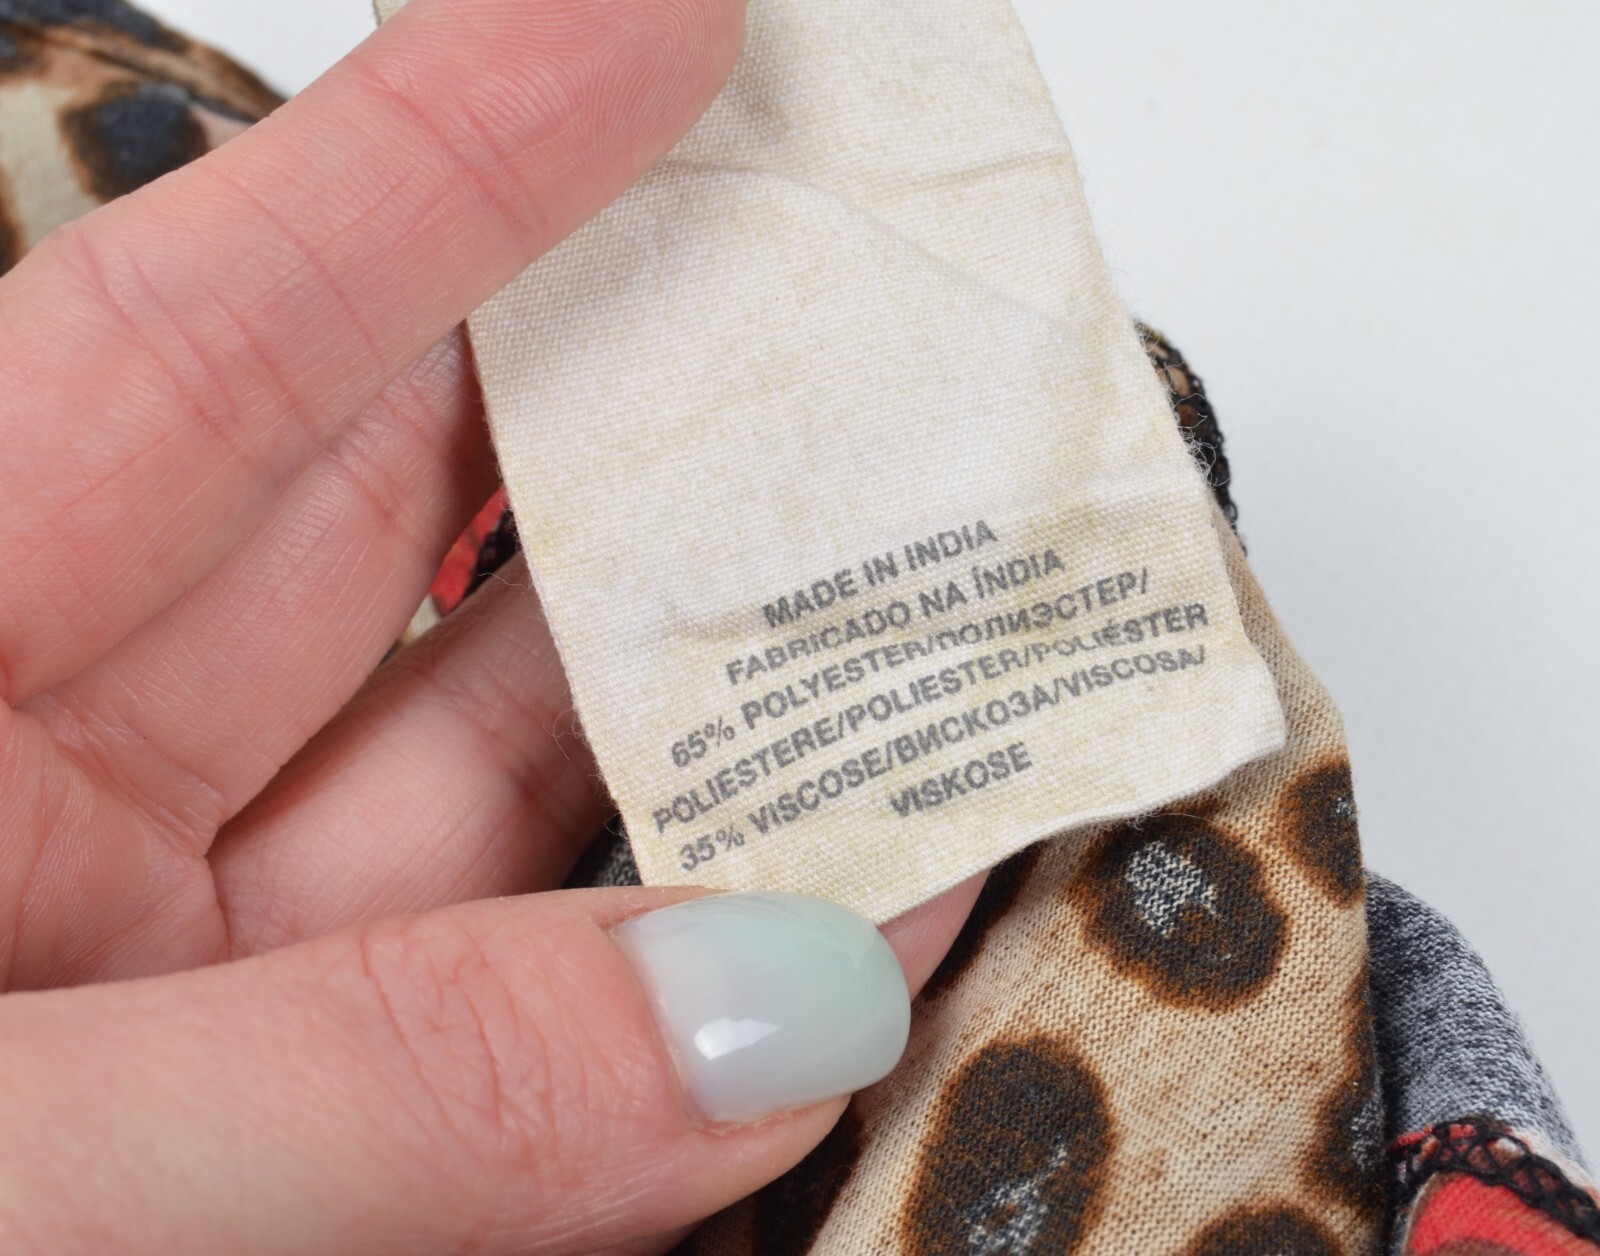 MADE IN INDIA
FABRICADO NA ÍNDIA
65% POLYESTER/ПОЛИЭСТЕР/
POLIESTERE/POLIESTER/POLIÉSTER
35% VISCOSE/ВИСКОЗА/VISCOSA/
VISKOSE